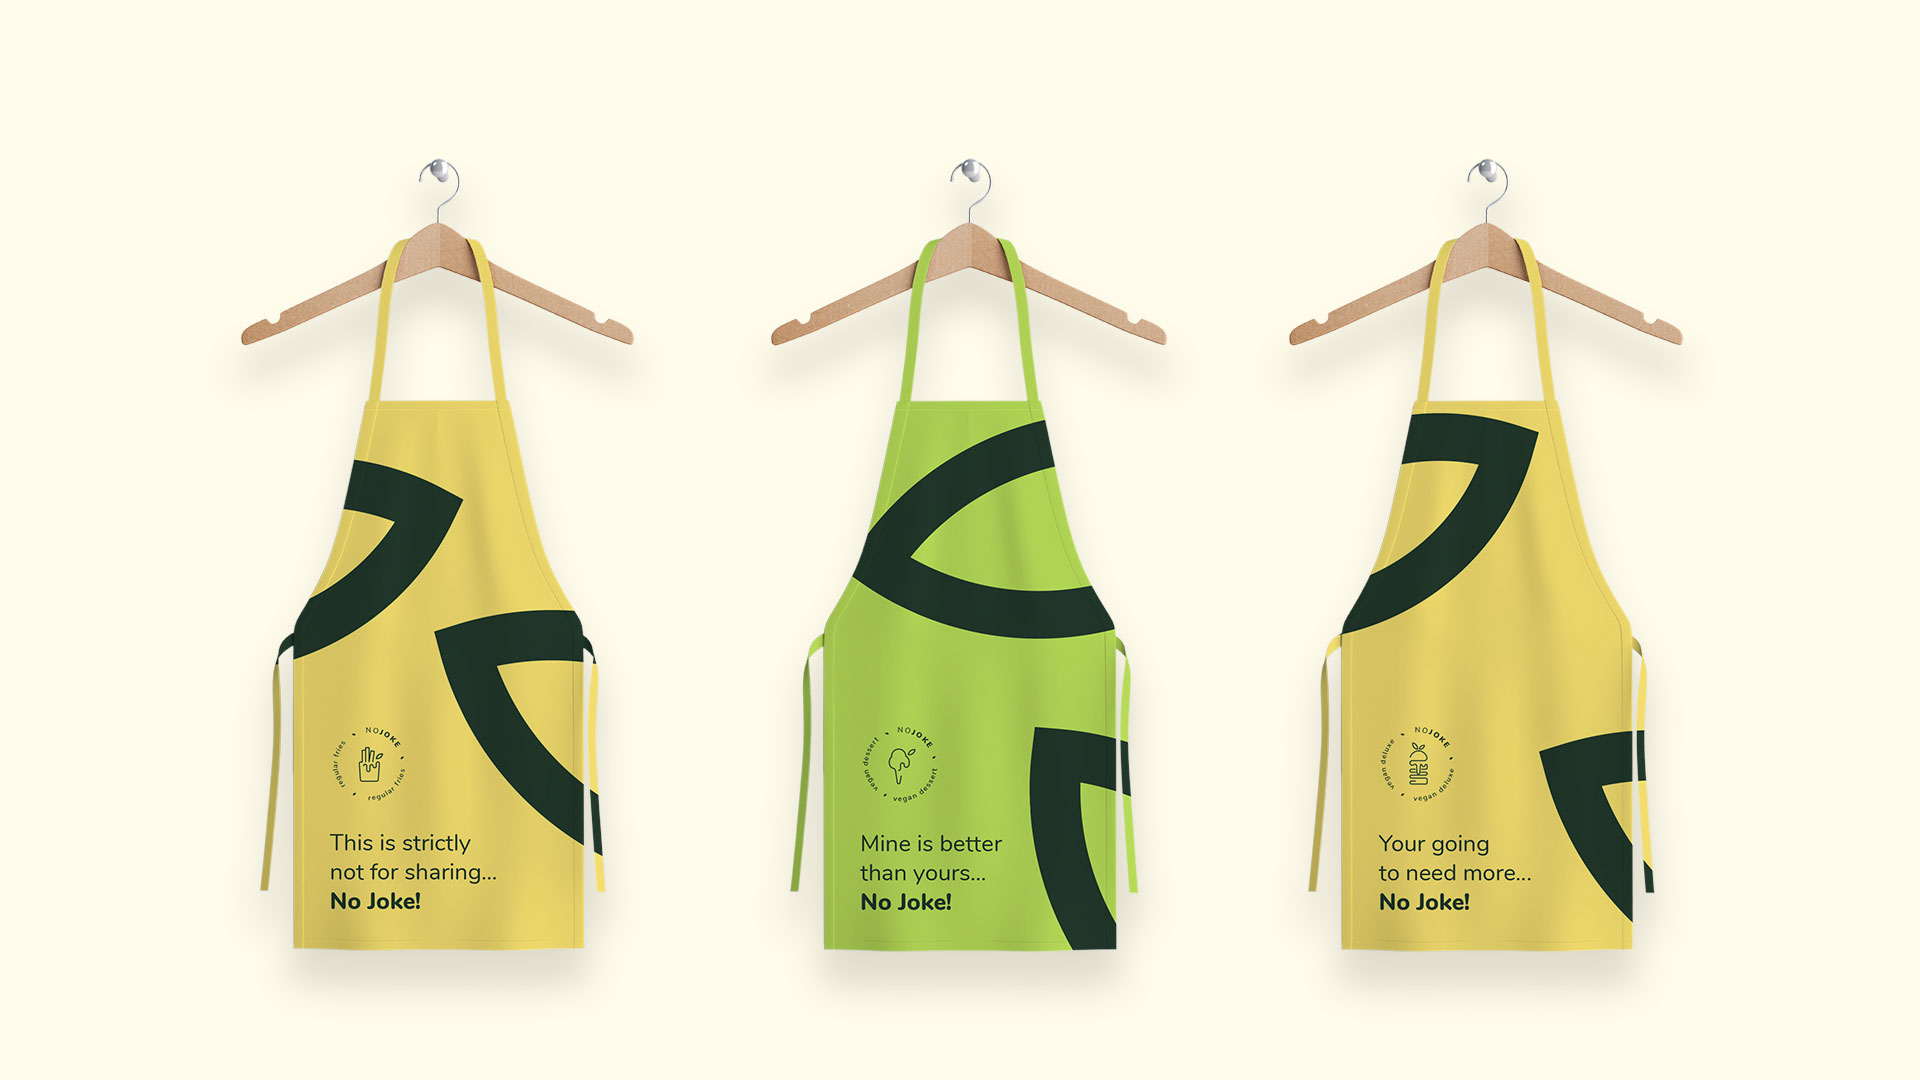 NOJOKE
regular fries
regular fries
This is strictly
not for sharing...
No Joke!
NOJOKE
vegan dessert
vegan dessert
Mine is better
than yours...
No Joke!
NOJOKE
vegan deluxe
vegan deluxe
Your going
to need more...
No Joke!